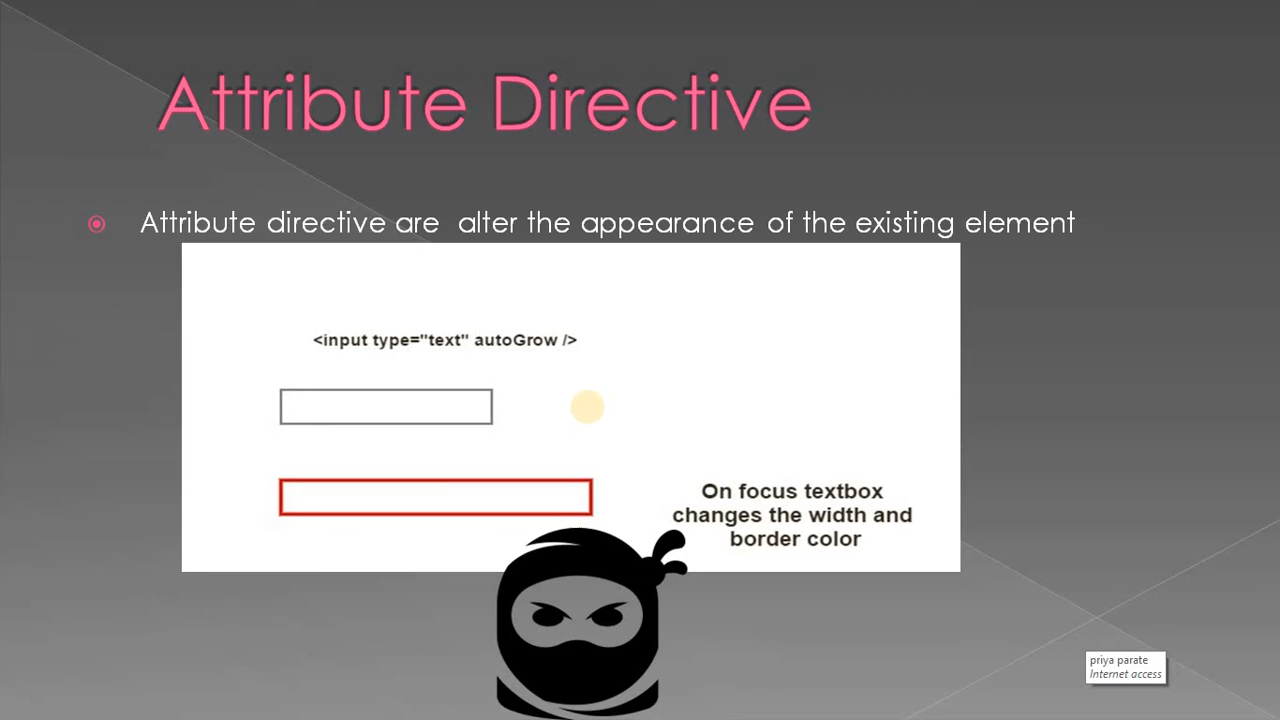 Attribute Directive
Attribute directive are alter the appearance of the existing element
<input type="text" autoGrow />
On focus textbox
changes the width and
border color
priya parate
Internet access